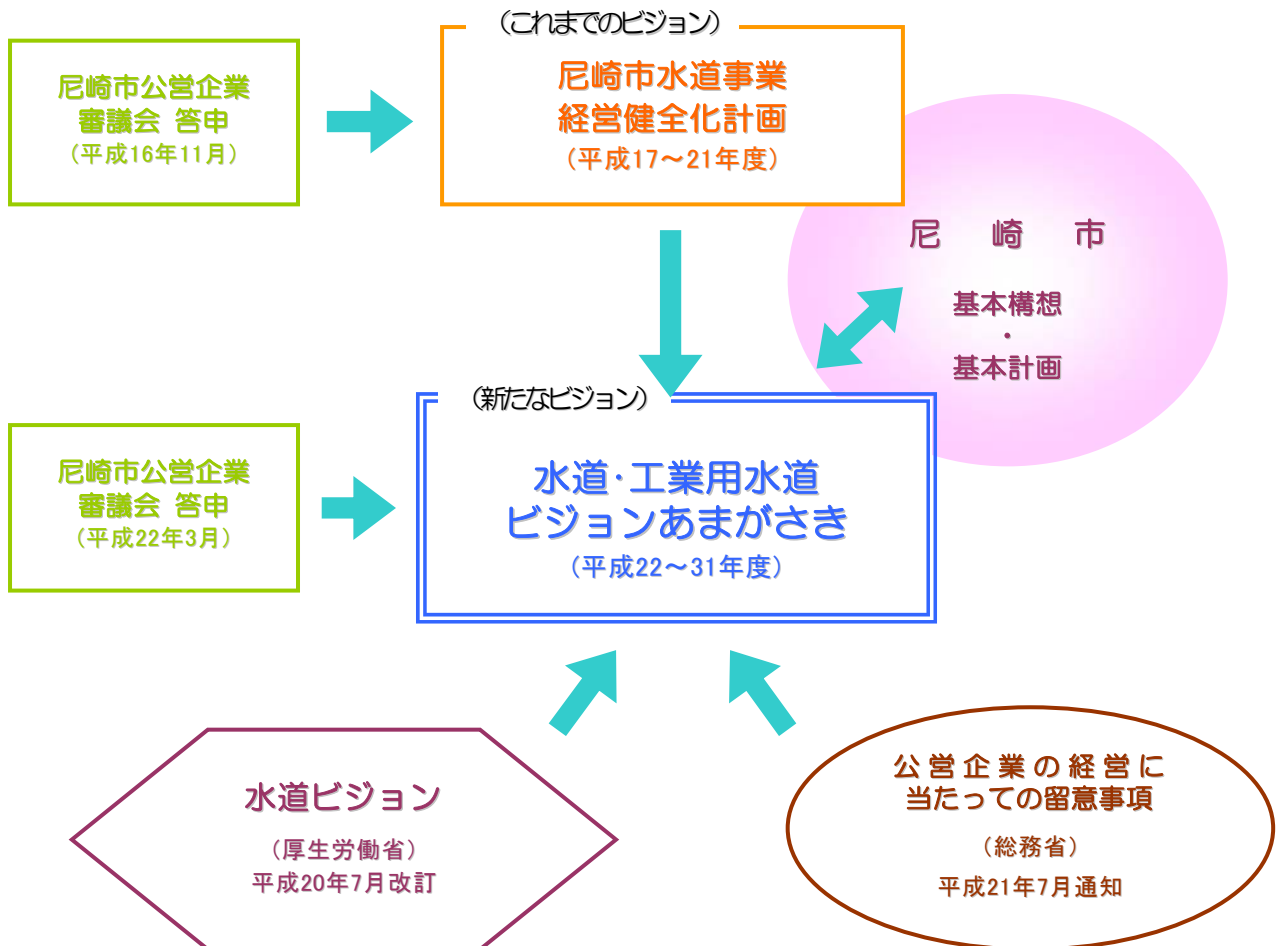 (これまでのビジョン)
尼崎市公営企業
審議会 答申
(平成16年11月)
尼崎市水道事業
経営健全化計画
(平成17～21年度)
尼 崎 市
基本構想
・
基本計画
(新たなビジョン)
尼崎市公営企業
審議会 答申
(平成22年3月)
水道・工業用水道
ビジョンあまがさき
(平成22～31年度)
水道ビジョン
(厚生労働省)
平成20年7月改訂
公営企業の経営に
当たっての留意事項
(総務省)
平成21年7月通知